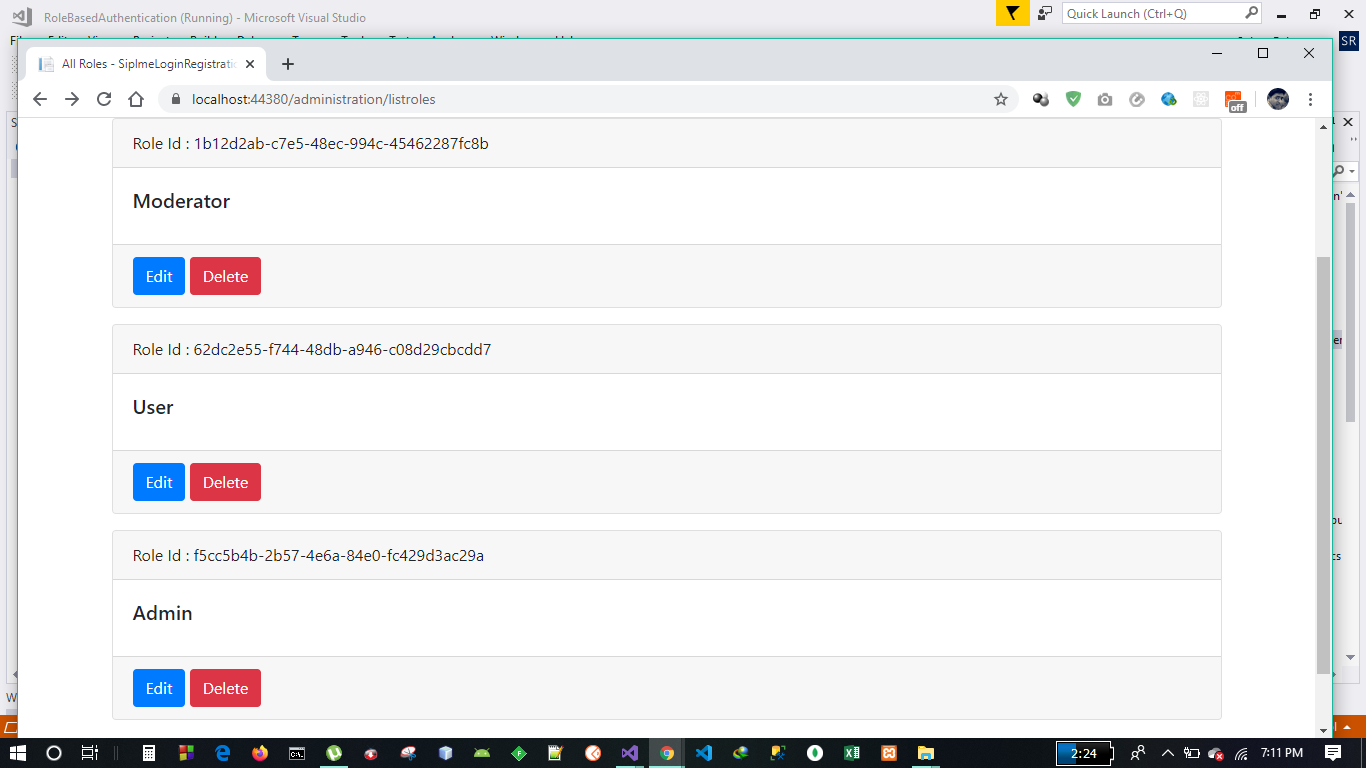 RoleBasedAuthentication (Running) - Microsoft Visual Studio
Quick Launch (Ctrl+Q)
SR
All Roles - SiplmeLoginRegistratio
localhost:44380/administration/listroles
off
Role Id : 1b12d2ab-c7e5-48ec-994c-45462287fc8b
Moderator
Edit Delete
Role Id : 62dc2e55-f744-48db-a946-c08d29cbcdd7
User
Edit Delete
Role Id : f5cc5b4b-2b57-4e6a-84e0-fc429d3ac29a
Admin
Edit Delete
2:24
7:11 PM